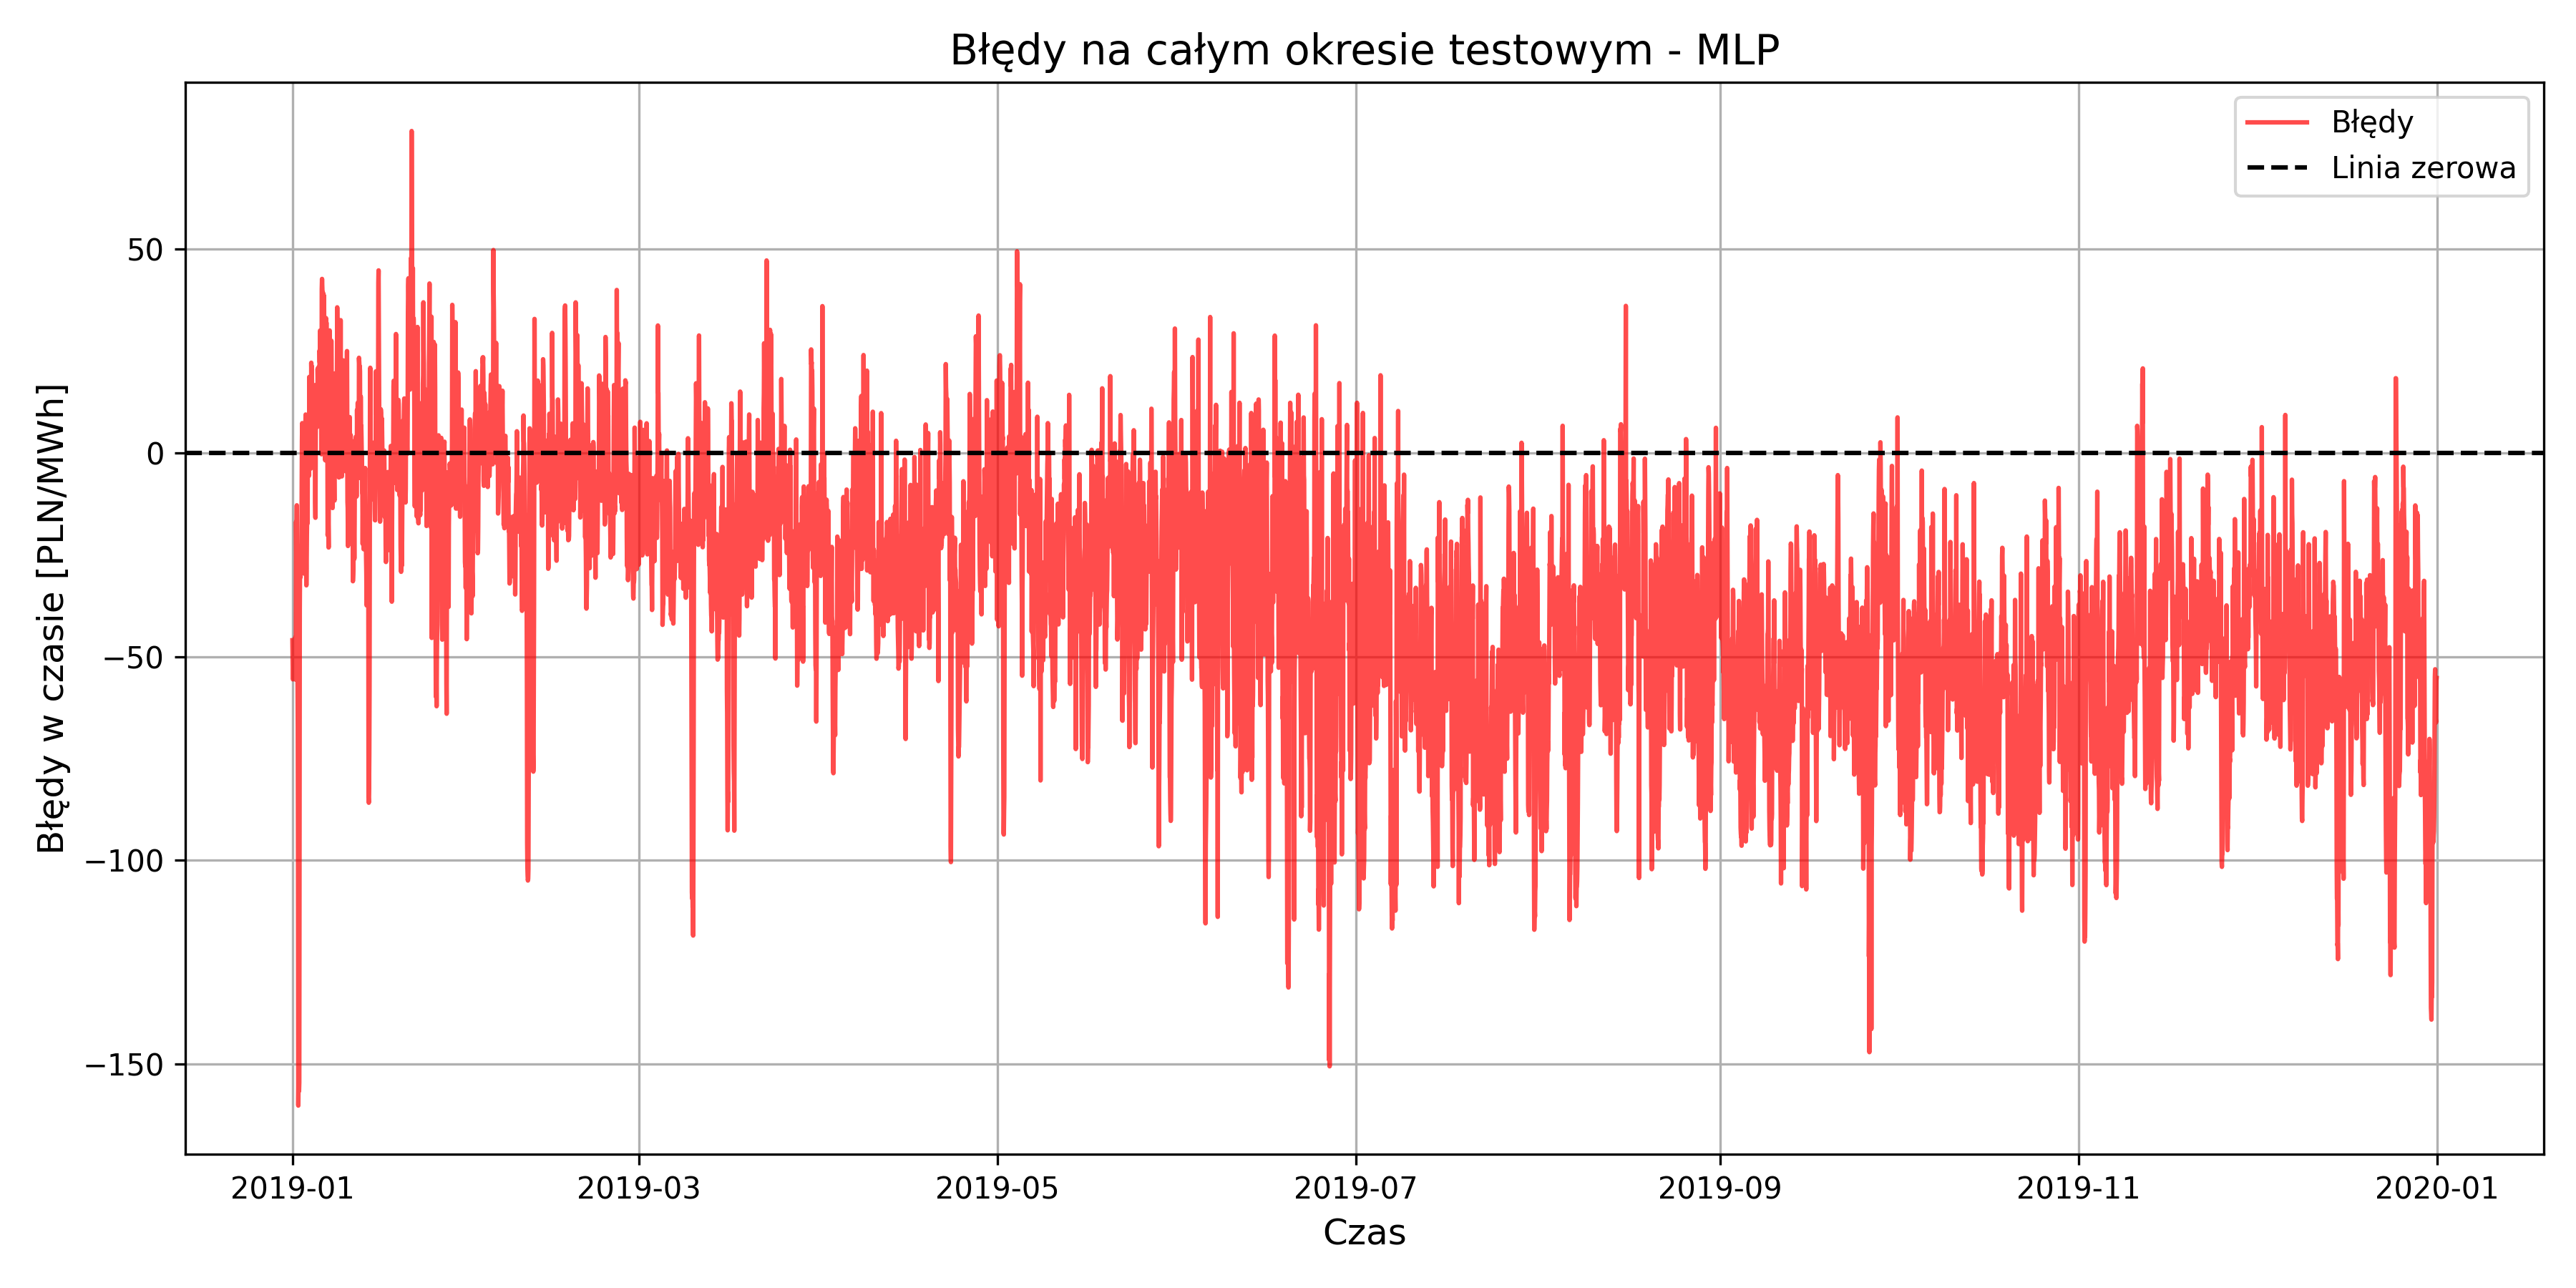 Błędy na całym okresie testowym - MLP
Błędy
Linia zerowa
Błędy w czasie [PLN/MWh]
50
0
−50
−100
−150
2019-01 2019-03 2019-05 2019-07 2019-09 2019-11 2020-01
Czas